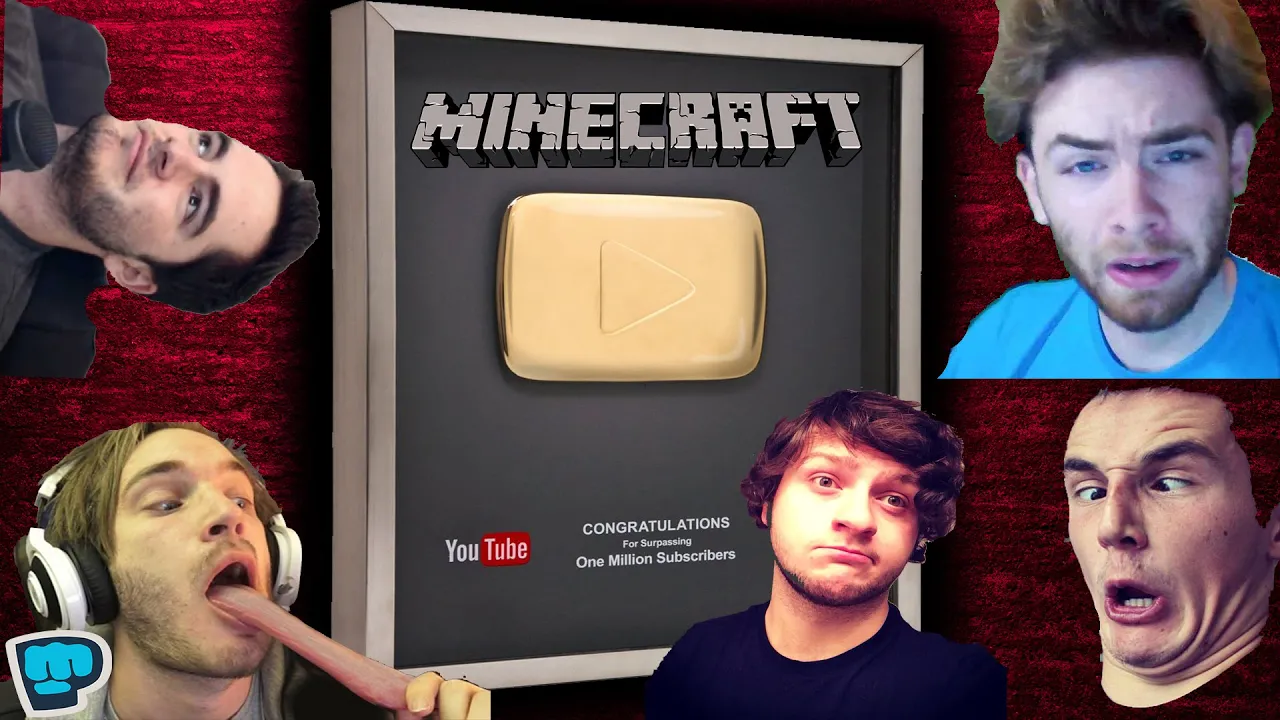 MINECRAFT
YouTube
CONGRATULATIONS
For Surpassing
One Million Subscribers